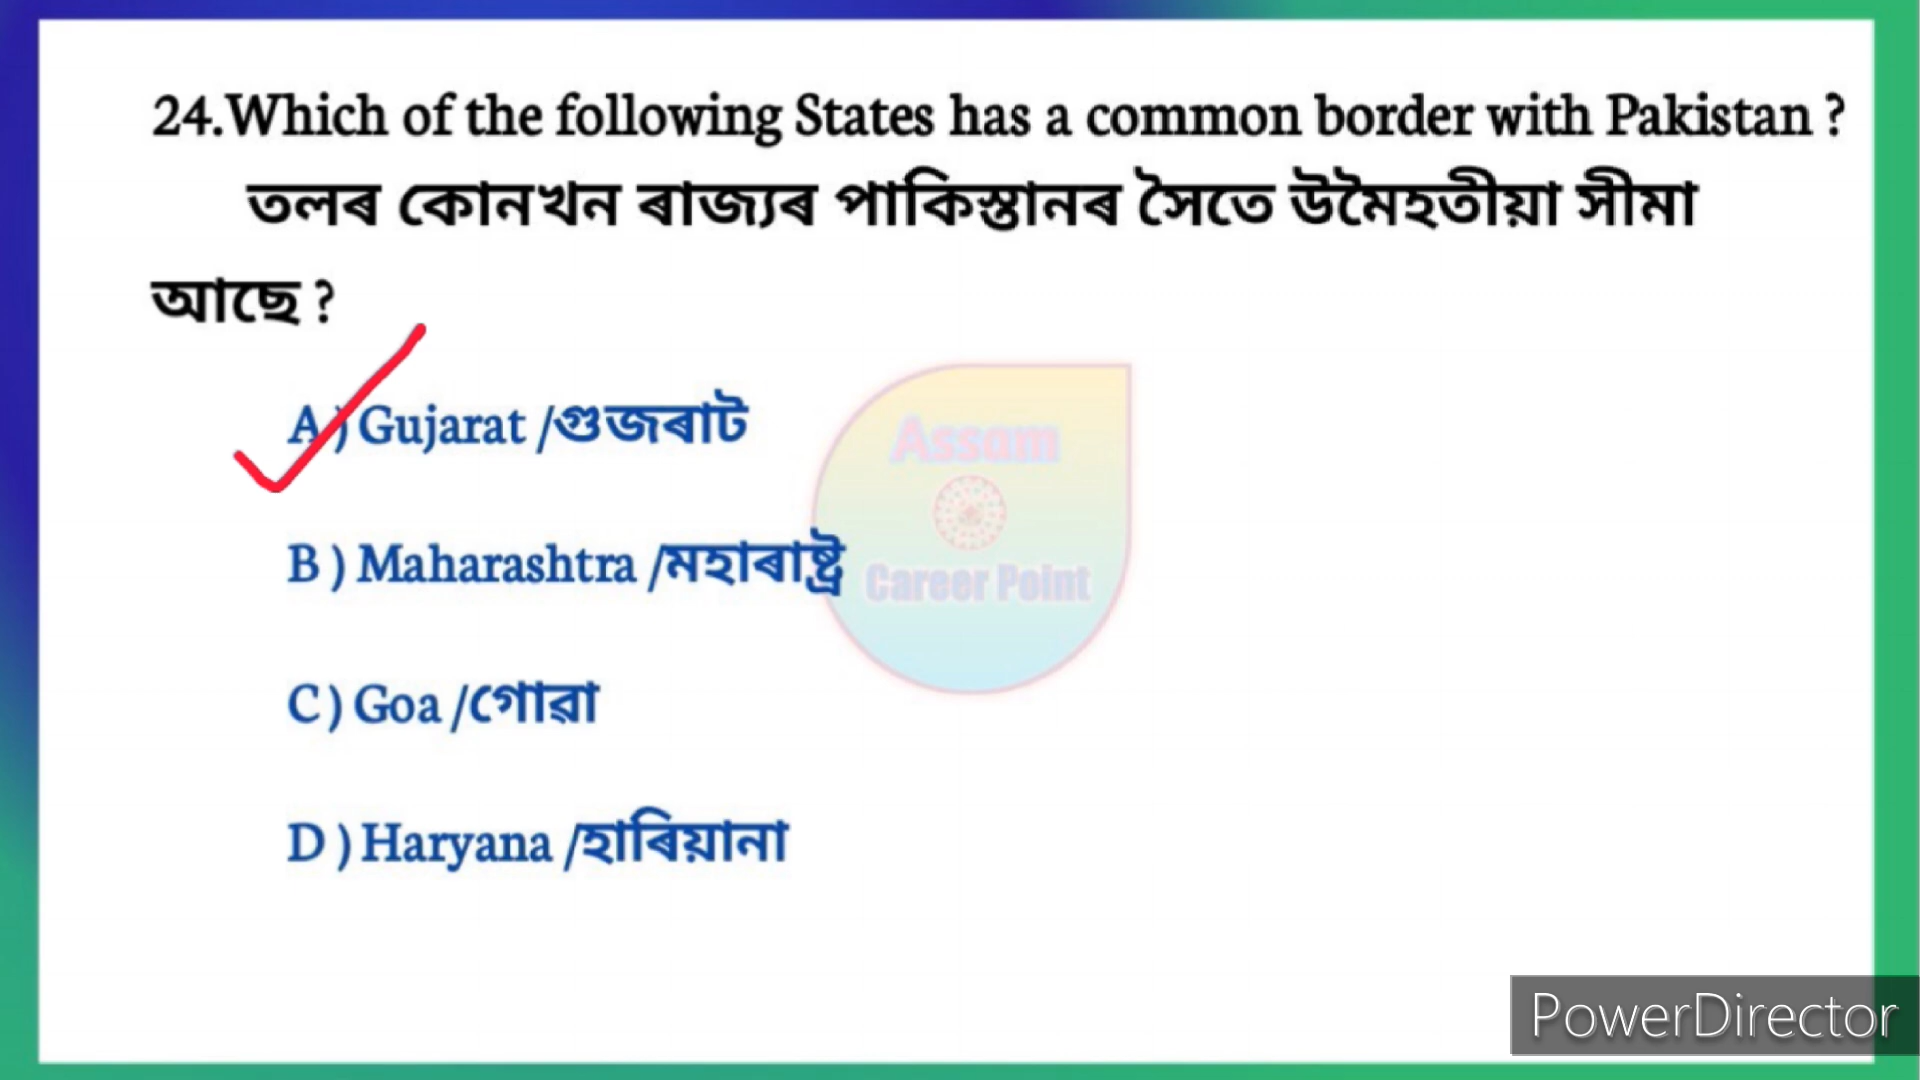 24.Which of the following States has a common border with Pakistan ?
তলৰ কোনখন ৰাজ্যৰ পাকিস্তানৰ সৈতে উমৈহতীয়া সীমা
আছে ?
A ) Gujarat /গুজৰাট
B ) Maharashtra /মহাৰাষ্ট্ৰ
C ) Goa /গোৱা
D ) Haryana /হাৰিয়ানা
Assam
Career Point
PowerDirector